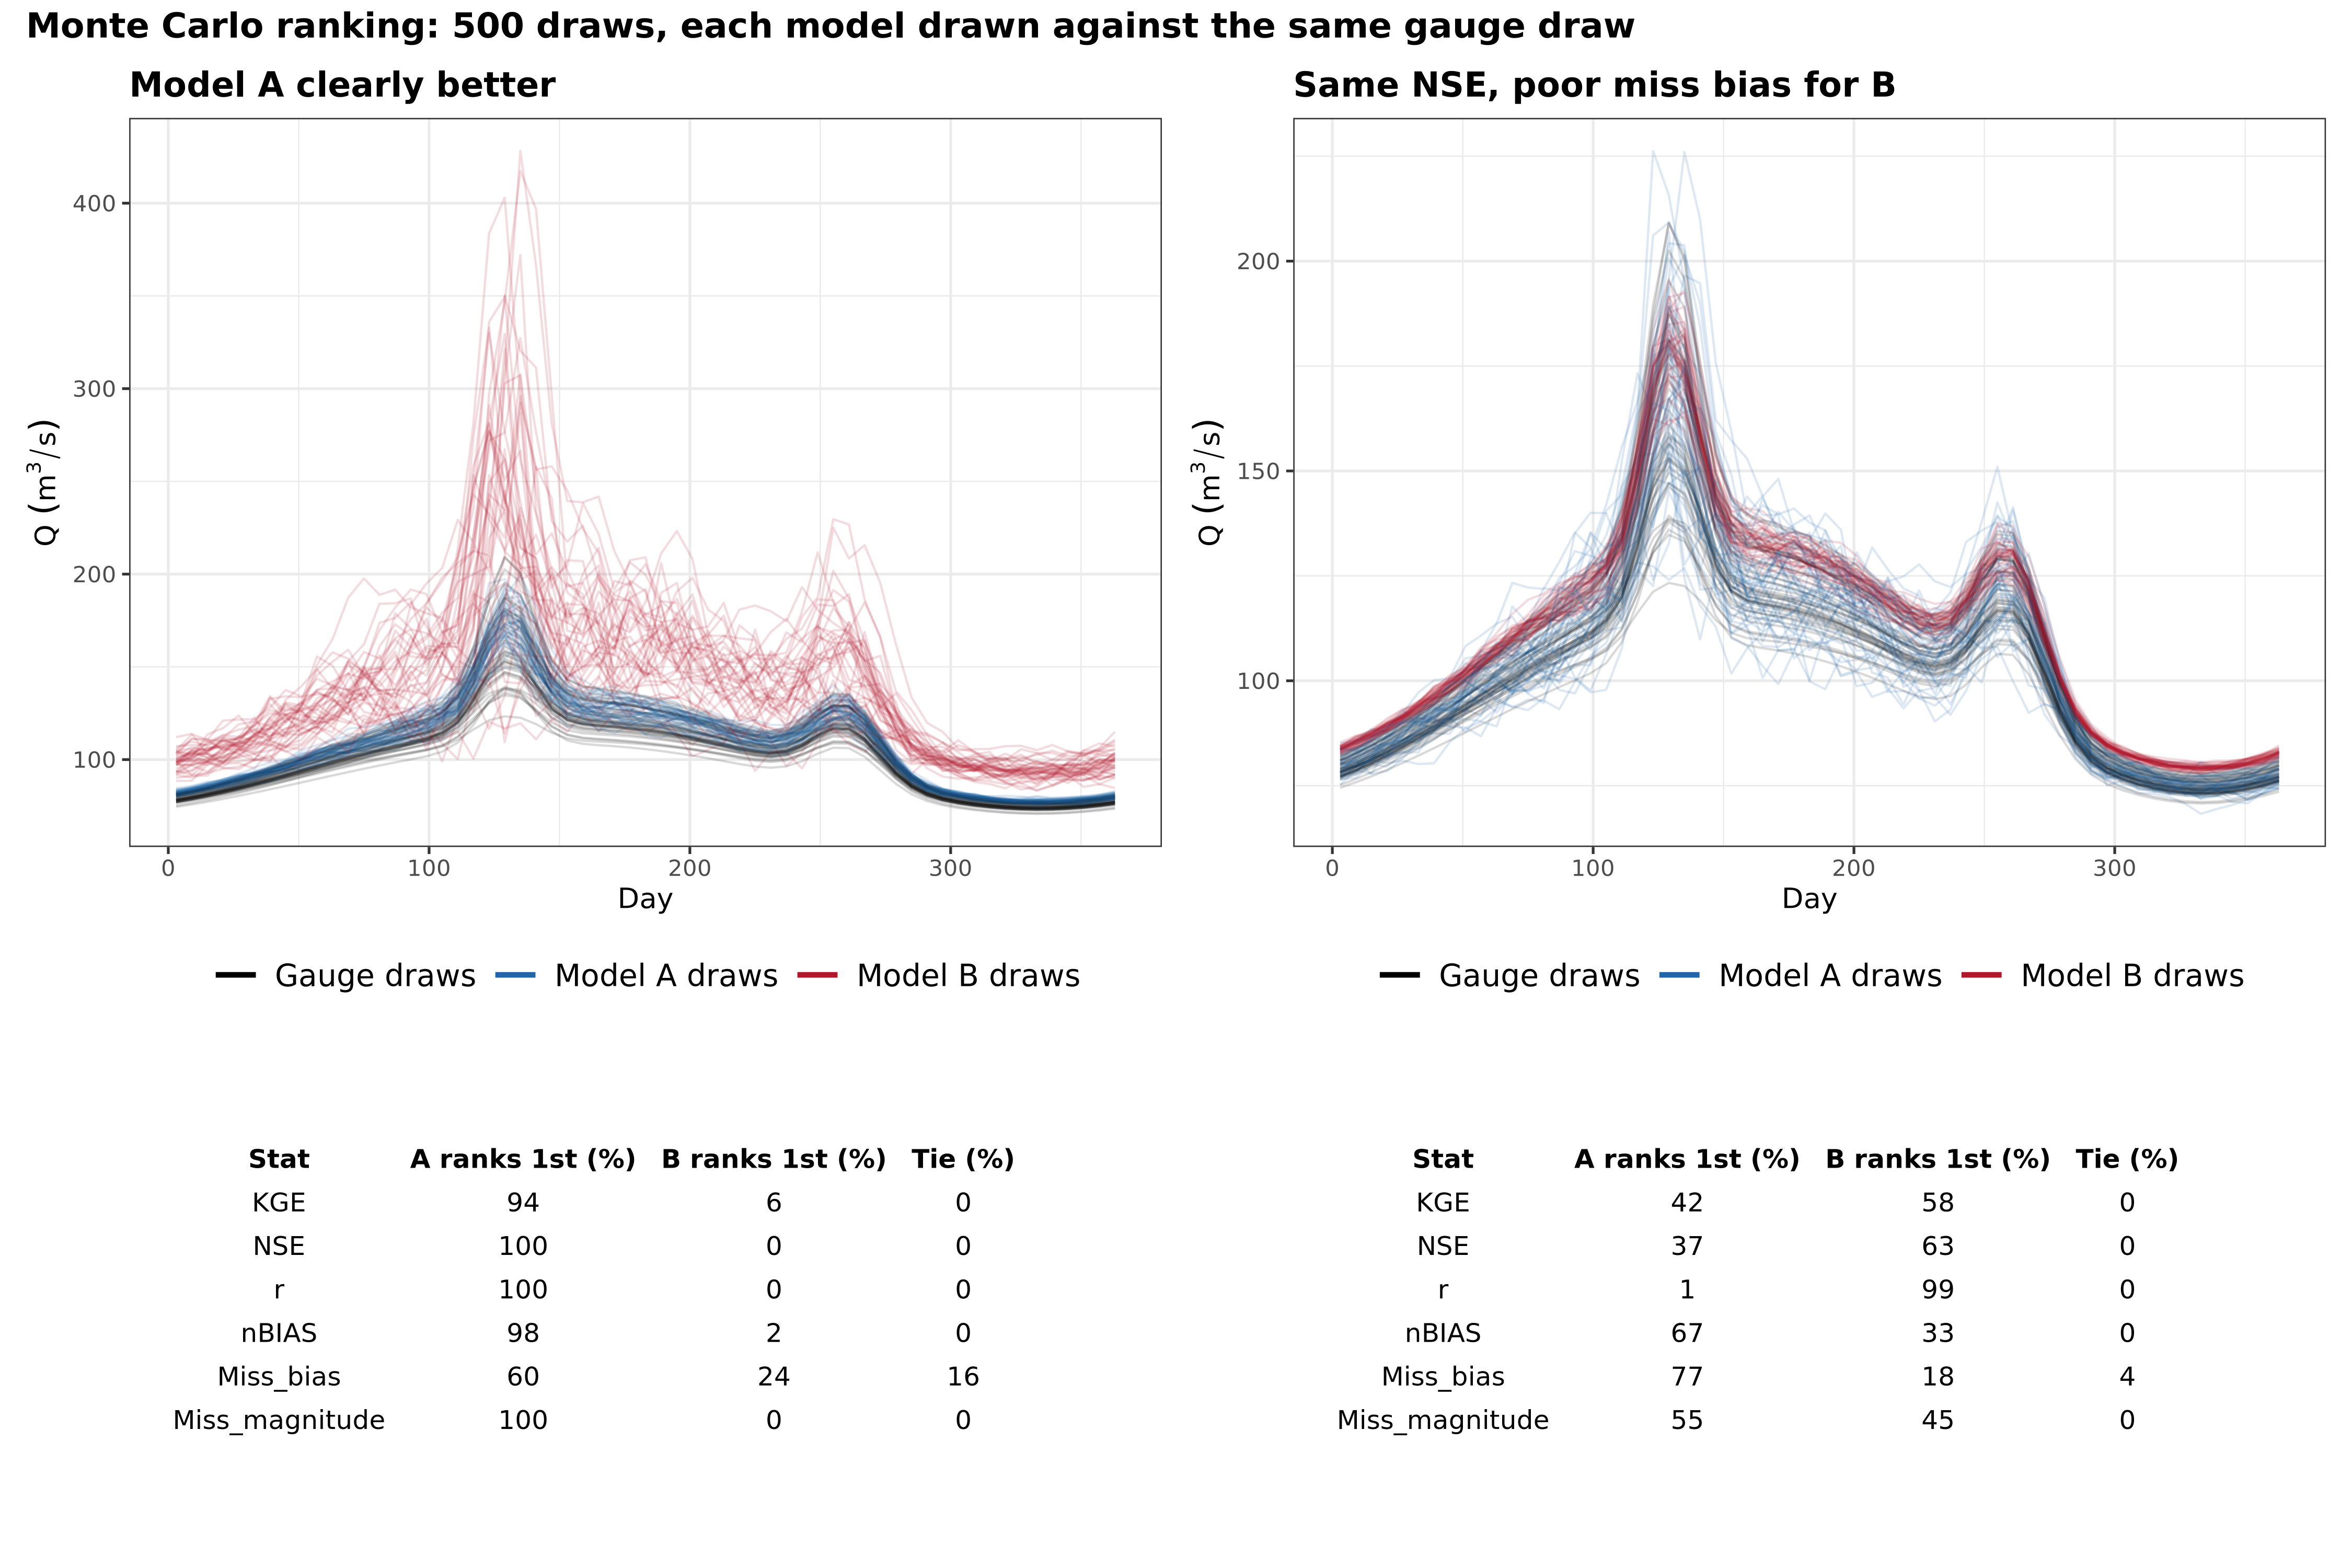 Monte Carlo ranking: 500 draws, each model drawn against the same gauge draw
Model A clearly better
400
300
200
100
Q (m³/s)
0 100 200 300
Day
Gauge draws Model A draws Model B draws
Stat A ranks 1st (%) B ranks 1st (%) Tie (%)
KGE 94 6 0
NSE 100 0 0
r 100 0 0
nBIAS 98 2 0
Miss_bias 60 24 16
Miss_magnitude 100 0 0
Same NSE, poor miss bias for B
200
150
100
Q (m³/s)
0 100 200 300
Day
Gauge draws Model A draws Model B draws
Stat A ranks 1st (%) B ranks 1st (%) Tie (%)
KGE 42 58 0
NSE 37 63 0
r 1 99 0
nBIAS 67 33 0
Miss_bias 77 18 4
Miss_magnitude 55 45 0